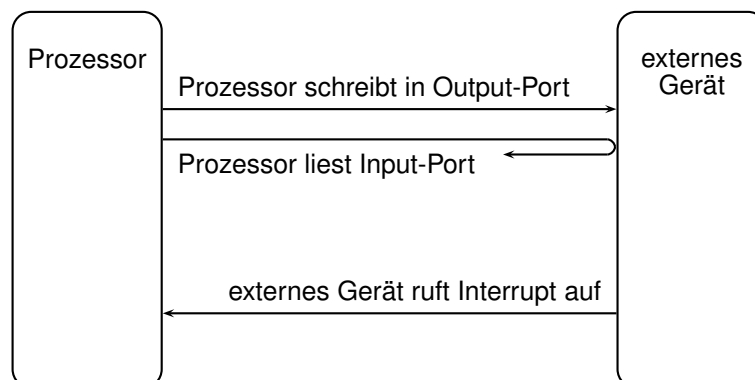 Prozessor
externes
Gerät
Prozessor schreibt in Output-Port
Prozessor liest Input-Port
externes Gerät ruft Interrupt auf